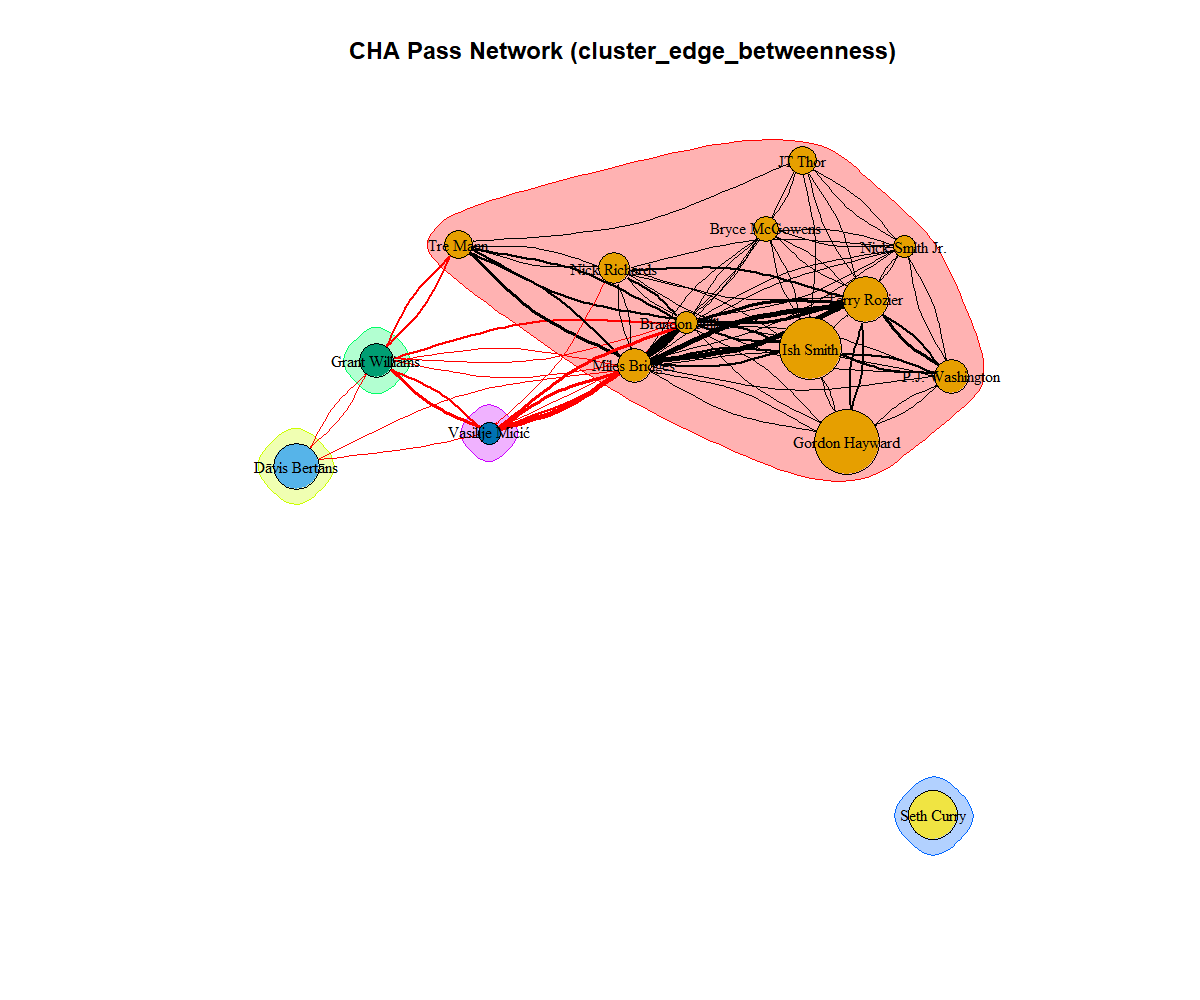 CHA Pass Network (cluster_edge_betweenness)
JT Thor
Bryce McGowens
Tre Mann
Nick Smith Jr.
Nick Richards
Terry Rozier
Brandon
Ish Smith
Grant Williams
Miles Bridges
P.J. Washington
Vasilije Micić
Gordon Hayward
Dāvis Bertāns
Seth Curry